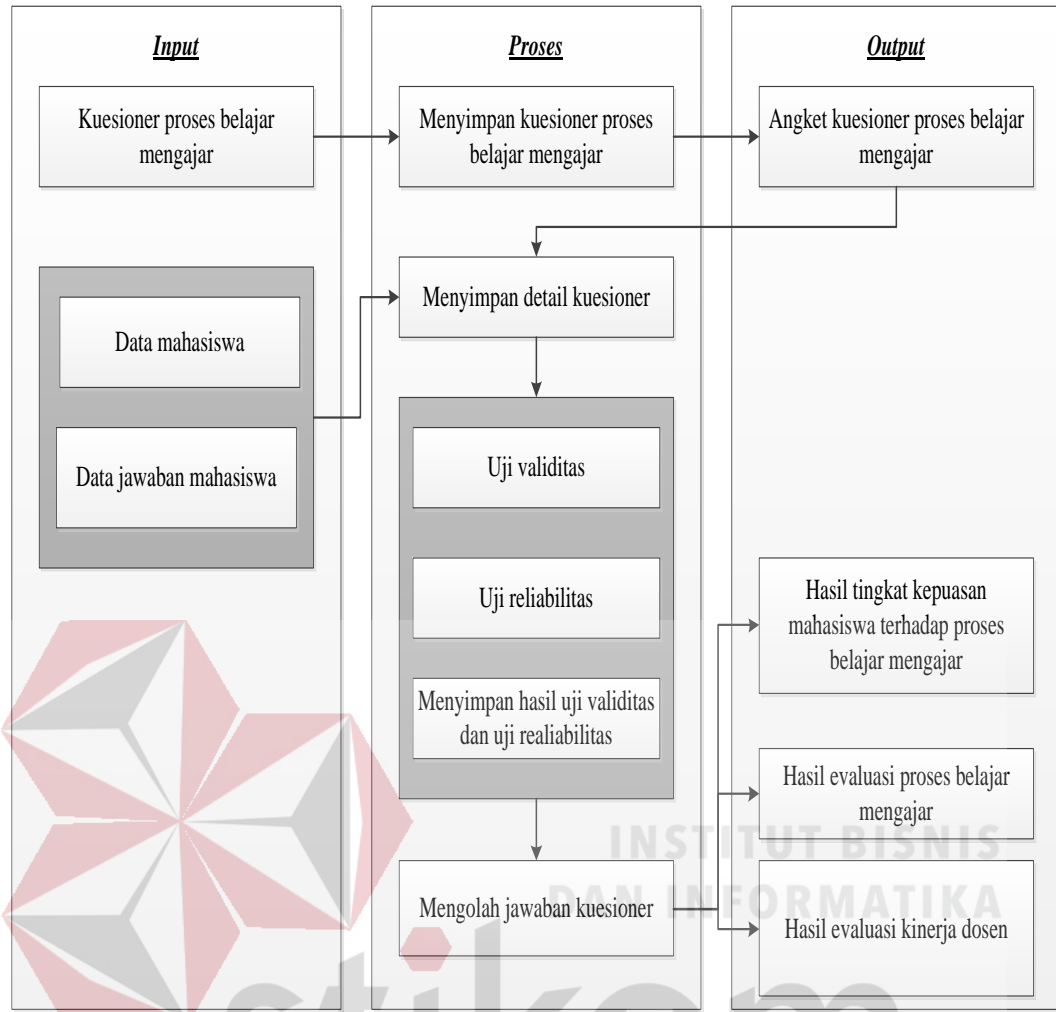 Input
Proses
Output
Kuesioner proses belajar
mengajar
Menyimpan kuesioner proses
belajar mengajar
Angket kuesioner proses belajar
mengajar
Menyimpan detail kuesioner
Data mahasiswa
Data jawaban mahasiswa
Uji validitas
Uji reliabilitas
Menyimpan hasil uji validitas
dan uji realiabilitas
Mengolah jawaban kuesioner
Hasil tingkat kepuasan
mahasiswa terhadap proses
belajar mengajar
Hasil evaluasi proses belajar
mengajar
Hasil evaluasi kinerja dosen
INSTITUT BISNIS
DAN INFORMATIKA
stikom